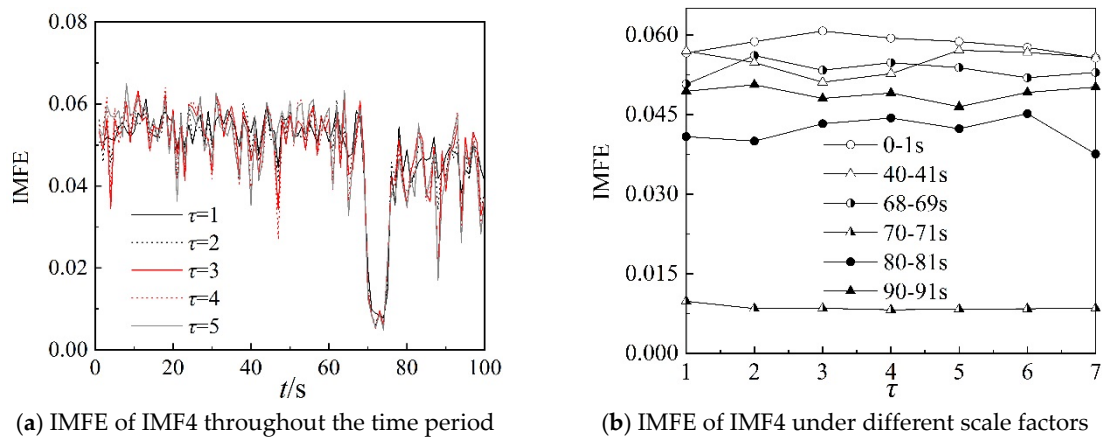 0.08
0.06
0.04
0.02
0.00
IMFE
τ=1
τ=2
τ=3
τ=4
τ=5
0 20 40 60 80 100
t/s
(a) IMFE of IMF4 throughout the time period
0.060
0.045
0.030
0.015
0.000
IMFE
0-1s
40-41s
68-69s
70-71s
80-81s
90-91s
1 2 3 4 5 6 7
τ
(b) IMFE of IMF4 under different scale factors